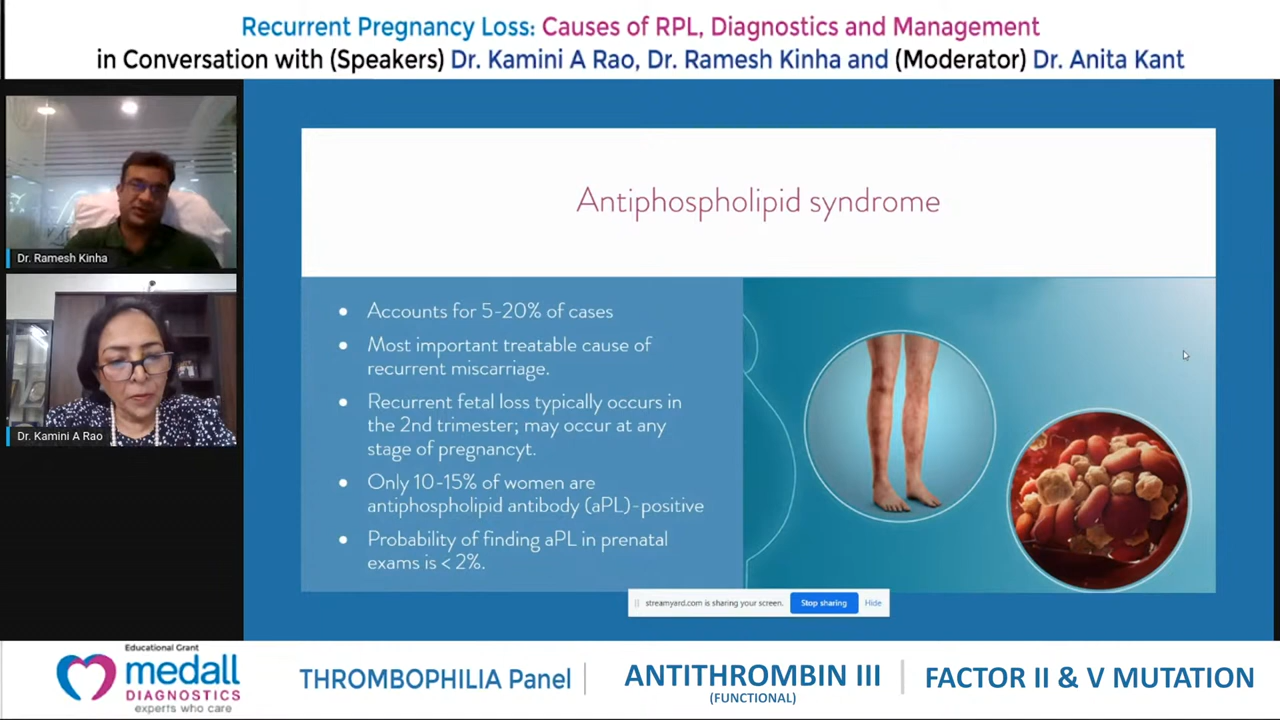 Recurrent Pregnancy Loss: Causes of RPL, Diagnostics and Management
in Conversation with (Speakers) Dr. Kamini A Rao, Dr. Ramesh Kinha and (Moderator) Dr. Anita Kant
Dr. Ramesh Kinha
Dr. Kamini A Rao
Antiphospholipid syndrome
• Accounts for 5-20% of cases
• Most important treatable cause of
recurrent miscarriage.
• Recurrent fetal loss typically occurs in
the 2nd trimester; may occur at any
stage of pregnancyt.
• Only 10-15% of women are
antiphospholipid antibody (aPL)-positive
• Probability of finding aPL in prenatal
exams is < 2%.
streamyard.com is sharing your screen. Stop sharing Hide
Educational Grant
medall
DIAGNOSTICS
experts who care
THROMBOPHILIA Panel
ANTITHROMBIN III
(FUNCTIONAL)
FACTOR II & V MUTATION